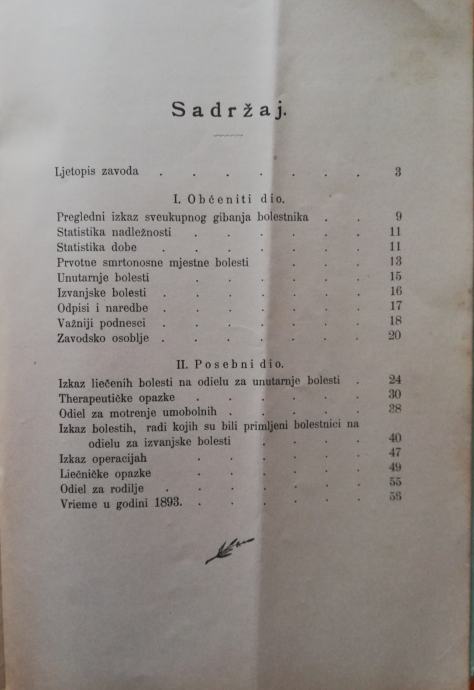 Sadržaj.
Ljetopis zavoda . . . . . . . 3
I. Obćeniti dio.
Pregledni izkaz sveukupnog gibanja bolestnika . . 9
Statistika nadležnosti . . . . . . 11
Statistika dobe . . . . . . . 11
Prvotne smrtonosne mjestne bolesti . . . . 13
Unutarnje bolesti . . . . . . 15
Izvanjske bolesti . . . . . . . 16
Odpisi i naredbe . . . . . . . 17
Važniji podnesci . . . . . . . 18
Zavodsko osoblje . . . . . . . 20
II. Posebni dio.
Izkaz liečenih bolesti na odielu za unutarnje bolesti . 24
Therapeutičke opazke . . . . . . 30
Odiel za motrenje umobolnih . . . . . 38
Izkaz bolestih, radi kojih su bili primljeni bolestnici na
odielu za izvanjske bolesti . . . . 40
Izkaz operacijah . . . . . . 47
Liečničke opazke . . . . . . 49
Odiel za rodilje . . . . . . . 55
Vrieme u godini 1893. . . . . . .